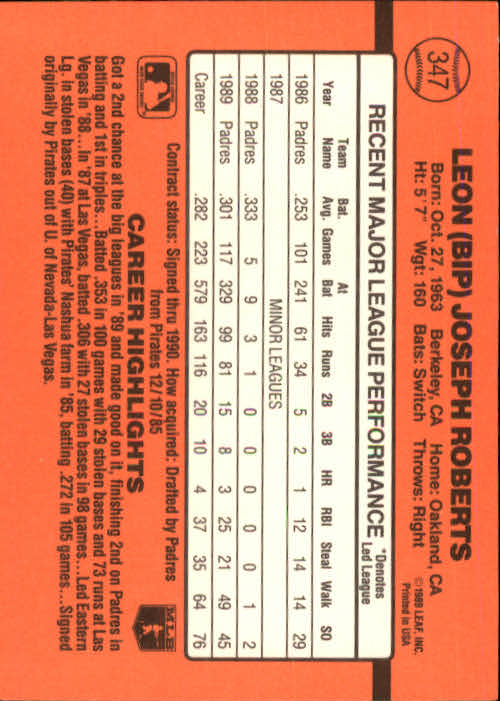 347
LEON (BIP) JOSEPH ROBERTS
Born: Oct. 27, 1963 Berkeley, CA Home: Oakland, CA
Ht: 5'7" Wgt: 160 Bats: Switch Throws: Right
©1989 LEAF, INC.
Printed in USA
RECENT MAJOR LEAGUE PERFORMANCE
*Denotes
Led League
Team Bat. At
Year Name Avg. Games Bat Hits Runs 2B 3B HR RBI Steal Walk SO
1986 Padres .253 101 241 61 34 5 2 1 12 14 14 29
1987 MINOR LEAGUES
1988 Padres .333 5 9 3 1 0 0 0 0 0 1 2
1989 Padres .301 117 329 99 81 15 8 3 25 21 49 45
Career .282 223 579 163 116 20 10 4 37 35 64 76
Contract status: Signed thru 1990. How acquired: Drafted by Padres
from Pirates 12/10/85
CAREER HIGHLIGHTS
MLB
Got a 2nd chance at the big leagues in '89 and made good on it, finishing 2nd on Padres in
batting and 1st in triples...Batted .353 in 100 games with 29 stolen bases and 73 runs at Las
Vegas in '88...In '87 at Las Vegas, batted .306 with 27 stolen bases in 98 games...Led Eastern
Lg. in stolen bases (40) with Pirates' Nashua farm in '85, batting .272 in 105 games...Signed
originally by Pirates out of U. of Nevada-Las Vegas.